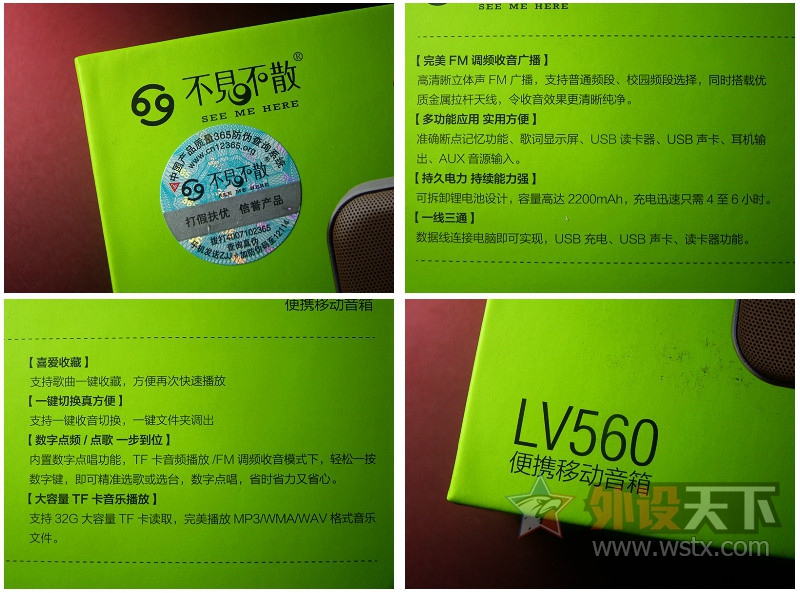 不見不散®
SEE ME HERE
中国产品质量365防伪查询系统
www.cn12365.org
不見不散
SEE ME HERE
打假扶优 信誉产品
拨打4007102365
查询真伪
SEE ME HERE
【完美 FM 调频收音广播】
高清晰立体声 FM 广播，支持普通频段、校园频段选择，同时搭载优
质金属拉杆天线，令收音效果更清晰纯净。
【多功能应用 实用方便】
准确断点记忆功能、歌词显示屏、USB 读卡器、USB 声卡、耳机输
出、AUX 音源输入。
【持久电力 持续能力强】
可拆卸锂电池设计，容量高达 2200mAh，充电迅速只需 4 至 6 小时。
【一线三通】
数据线连接电脑即可实现，USB 充电、USB 声卡、读卡器功能。
便携移动音箱
【喜爱收藏】
支持歌曲一键收藏，方便再次快速播放
【一键切换真方便】
支持一键收音切换，一键文件夹调出
【数字点频 / 点歌 一步到位】
内置数字点唱功能，TF 卡音频播放 /FM 调频收音模式下，轻松一按
数字键，即可精准选歌或选台，数字点唱，省时省力又省心。
【大容量 TF 卡音乐播放】
支持 32G 大容量 TF 卡读取，完美播放 MP3/WMA/WAV 格式音乐
文件。
LV560
便携移动音箱
外设天下
www.wstx.com